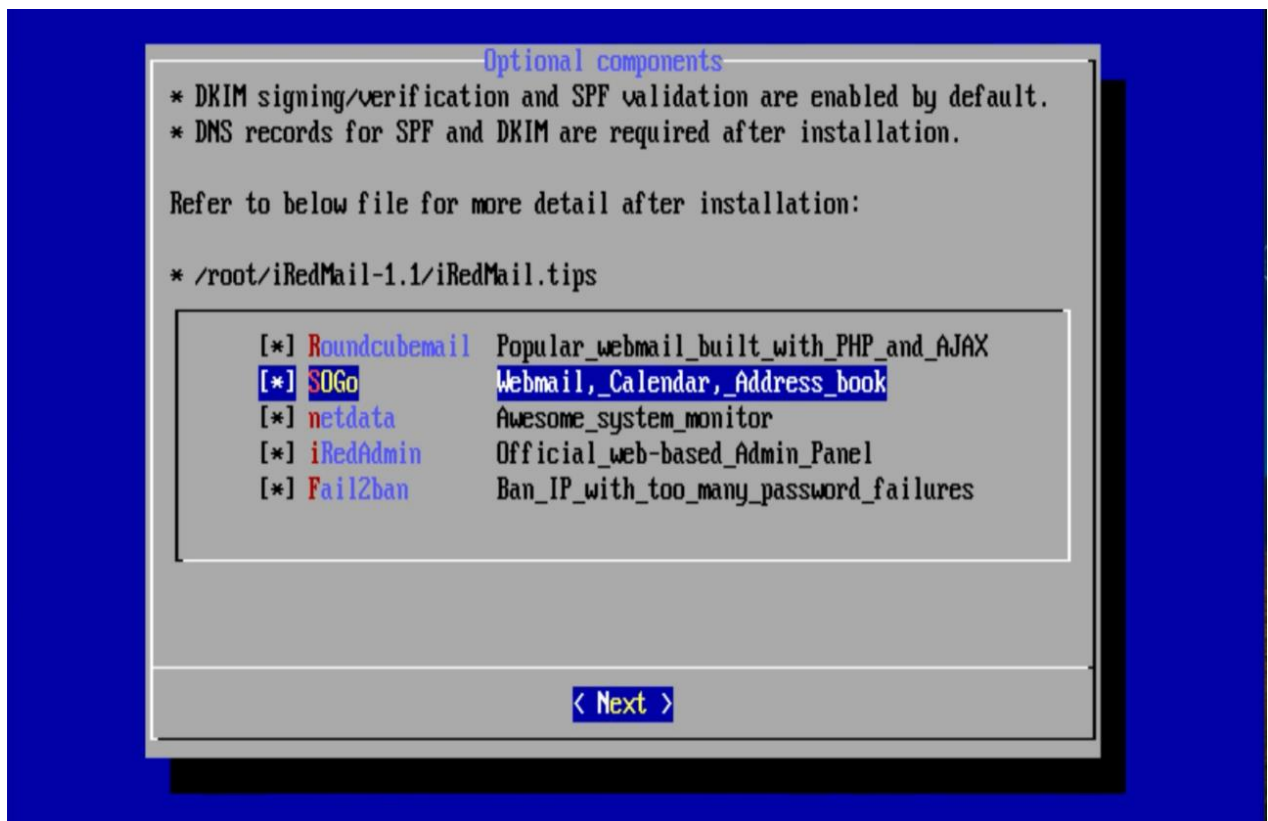 Optional components
* DKIM signing/verification and SPF validation are enabled by default.
* DNS records for SPF and DKIM are required after installation.
Refer to below file for more detail after installation:
* /root/iRedMail-1.1/iRedMail.tips
[*] Roundcubemail Popular_webmail_built_with_PHP_and_AJAX
[*] SOGo Webmail,_Calendar,_Address_book
[*] netdata Awesome_system_monitor
[*] iRedAdmin Official_web-based_Admin_Panel
[*] Fail2ban Ban_IP_with_too_many_password_failures
< Next >